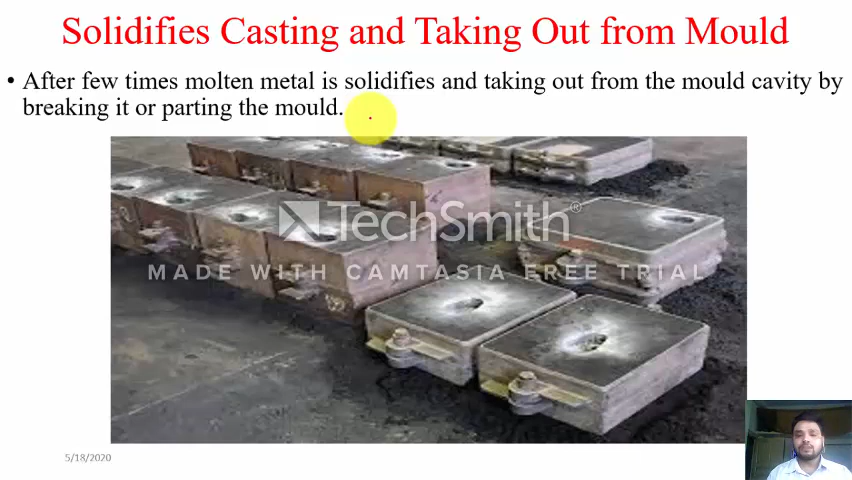 Solidifies Casting and Taking Out from Mould
• After few times molten metal is solidifies and taking out from the mould cavity by
breaking it or parting the mould.
TechSmith®
MADE WITH CAMTASIA FREE TRIAL
5/18/2020